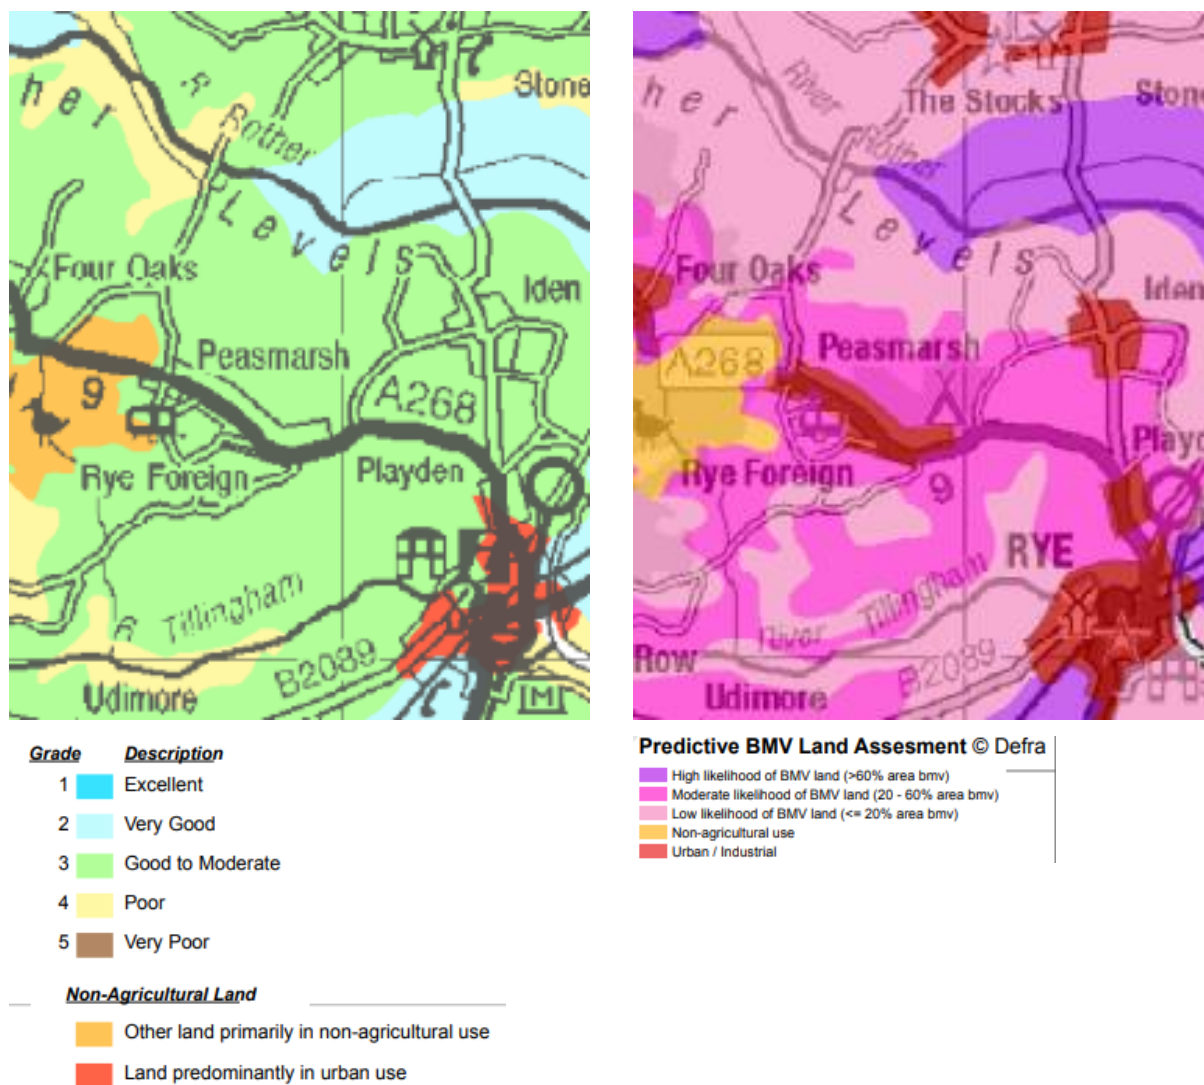 her
R Rother
Stone
Levels
Four Oaks
Iden
Peasmarsh
9
A268
Rye Foreign
Playden
R Tillingham
B2089
Udimore
M
Grade Description
1 Excellent
2 Very Good
3 Good to Moderate
4 Poor
5 Very Poor
Non-Agricultural Land
Other land primarily in non-agricultural use
Land predominantly in urban use
her
River Rother
The Stocks
Stone
Levels
Four Oaks
Iden
A268
Peasmarsh
Playd
Rye Foreign
9
RYE
River Tillingham
Row
B2089
Udimore
Predictive BMV Land Assesment © Defra
High likelihood of BMV land (>60% area bmv)
Moderate likelihood of BMV land (20 - 60% area bmv)
Low likelihood of BMV land (<= 20% area bmv)
Non-agricultural use
Urban / Industrial